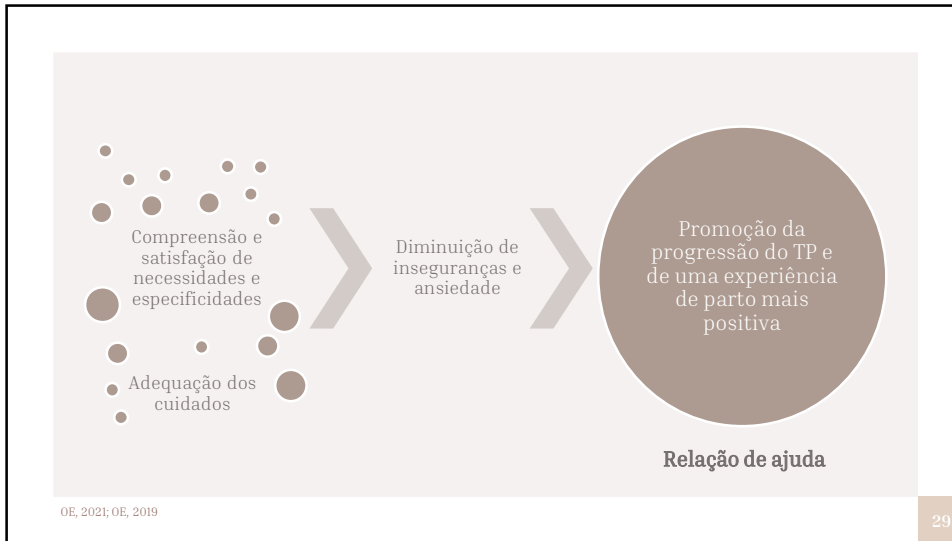 Compreensão e
satisfação de
necessidades e
especificidades
Adequação dos
cuidados
Diminuição de
inseguranças e
ansiedade
Promoção da
progressão do TP e
de uma experiência
de parto mais
positiva
Relação de ajuda
OE, 2021; OE, 2019
29